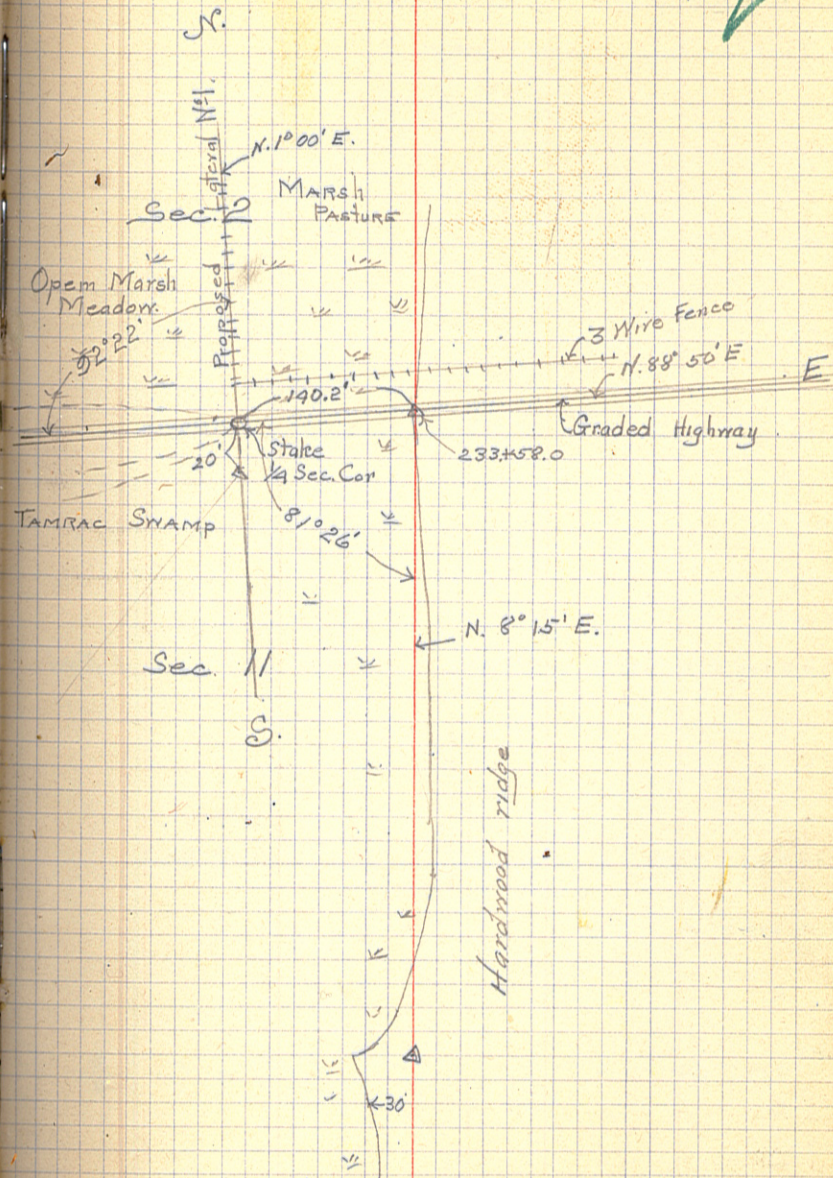 N.
Proposed Lateral No 1.
N. 1° 00' E.
Marsh
Pasture
Sec. 2
Opem Marsh
Meadow.
92° 22'
3 Wire Fence
N. 88° 50' E
E
140.2'
Graded Highway
233+58.0
20'
Stake
1/4 Sec. Cor
Tamrac Swamp
81° 26'
N. 8° 15' E.
Sec. 11
S.
Hardwood ridge
30'